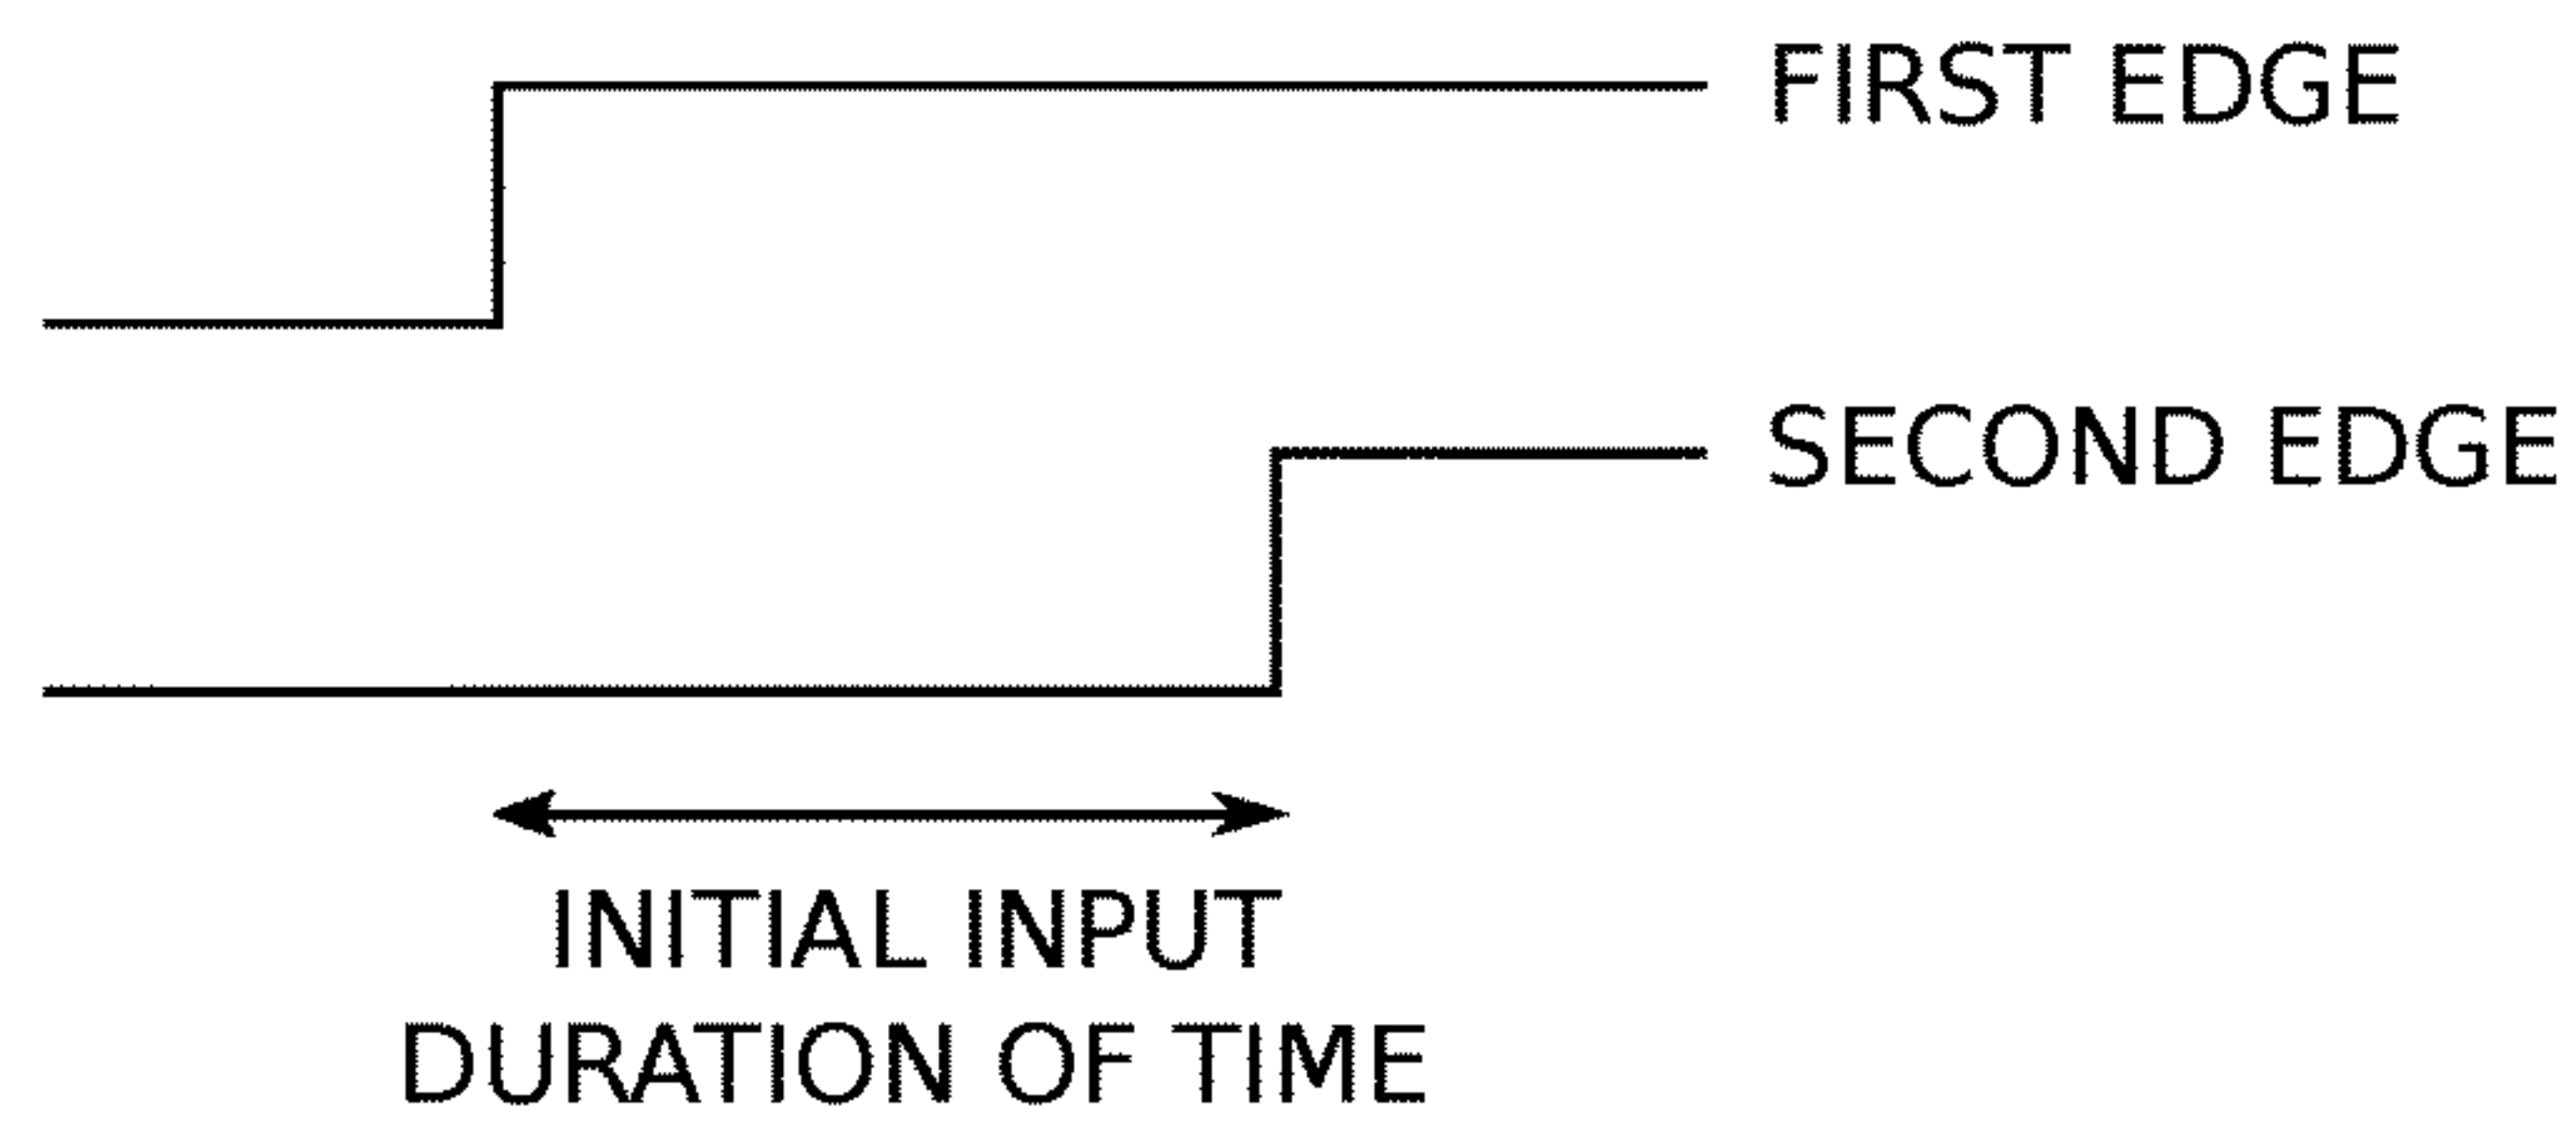 FIRST EDGE
SECOND EDGE
INITIAL INPUT
DURATION OF TIME